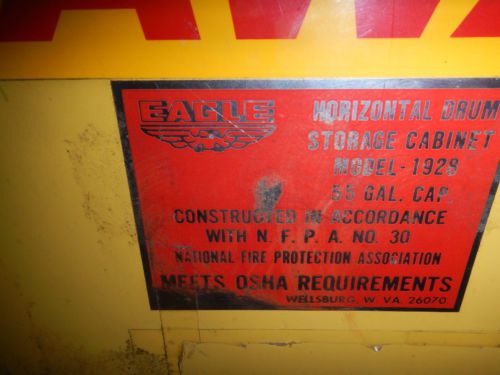 EAGLE
HORIZONTAL DRUM
STORAGE CABINET
MODEL-1928
55 GAL. CAP.
CONSTRUCTED IN ACCORDANCE
WITH N. F. P. A. NO. 30
NATIONAL FIRE PROTECTION ASSOCIATION
MEETS OSHA REQUIREMENTS
WELLSBURG, W. VA. 26070